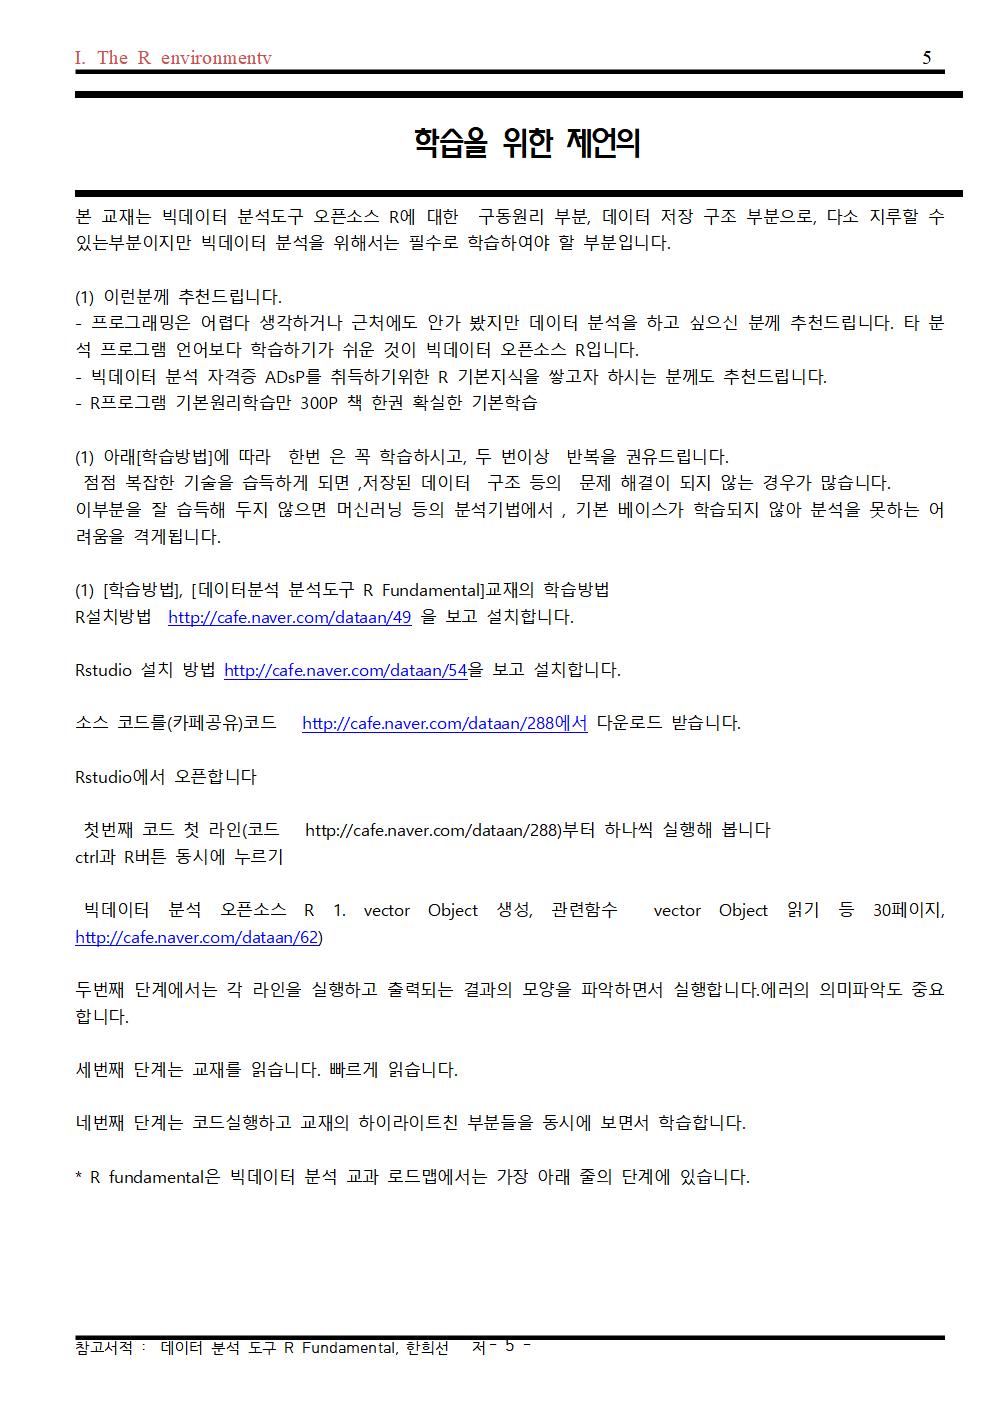 I. The R environmentv 5
학습을 위한 제언의
본 교재는 빅데이터 분석도구 오픈소스 R에 대한 구동원리 부분, 데이터 저장 구조 부분으로, 다소 지루할 수
있는부분이지만 빅데이터 분석을 위해서는 필수로 학습하여야 할 부분입니다.
(1) 이런분께 추천드립니다.
- 프로그래밍은 어렵다 생각하거나 근처에도 안가 봤지만 데이터 분석을 하고 싶으신 분께 추천드립니다. 타 분
석 프로그램 언어보다 학습하기가 쉬운 것이 빅데이터 오픈소스 R입니다.
- 빅데이터 분석 자격증 ADsP를 취득하기위한 R 기본지식을 쌓고자 하시는 분께도 추천드립니다.
- R프로그램 기본원리학습만 300P 책 한권 확실한 기본학습
(1) 아래[학습방법]에 따라 한번 은 꼭 학습하시고, 두 번이상 반복을 권유드립니다.
점점 복잡한 기술을 습득하게 되면 ,저장된 데이터 구조 등의 문제 해결이 되지 않는 경우가 많습니다.
이부분을 잘 습득해 두지 않으면 머신러닝 등의 분석기법에서 , 기본 베이스가 학습되지 않아 분석을 못하는 어
려움을 격게됩니다.
(1) [학습방법], [데이터분석 분석도구 R Fundamental]교재의 학습방법
R설치방법 http://cafe.naver.com/dataan/49 을 보고 설치합니다.
Rstudio 설치 방법 http://cafe.naver.com/dataan/54을 보고 설치합니다.
소스 코드를(카페공유)코드 http://cafe.naver.com/dataan/288에서 다운로드 받습니다.
Rstudio에서 오픈합니다
첫번째 코드 첫 라인(코드 http://cafe.naver.com/dataan/288)부터 하나씩 실행해 봅니다
ctrl과 R버튼 동시에 누르기
빅데이터 분석 오픈소스 R 1. vector Object 생성, 관련함수 vector Object 읽기 등 30페이지,
http://cafe.naver.com/dataan/62)
두번째 단계에서는 각 라인을 실행하고 출력되는 결과의 모양을 파악하면서 실행합니다.에러의 의미파악도 중요
합니다.
세번째 단계는 교재를 읽습니다. 빠르게 읽습니다.
네번째 단계는 코드실행하고 교재의 하이라이트친 부분들을 동시에 보면서 학습합니다.
* R fundamental은 빅데이터 분석 교과 로드맵에서는 가장 아래 줄의 단계에 있습니다.
참고서적 : 데이터 분석 도구 R Fundamental, 한희선 저 - 5 -